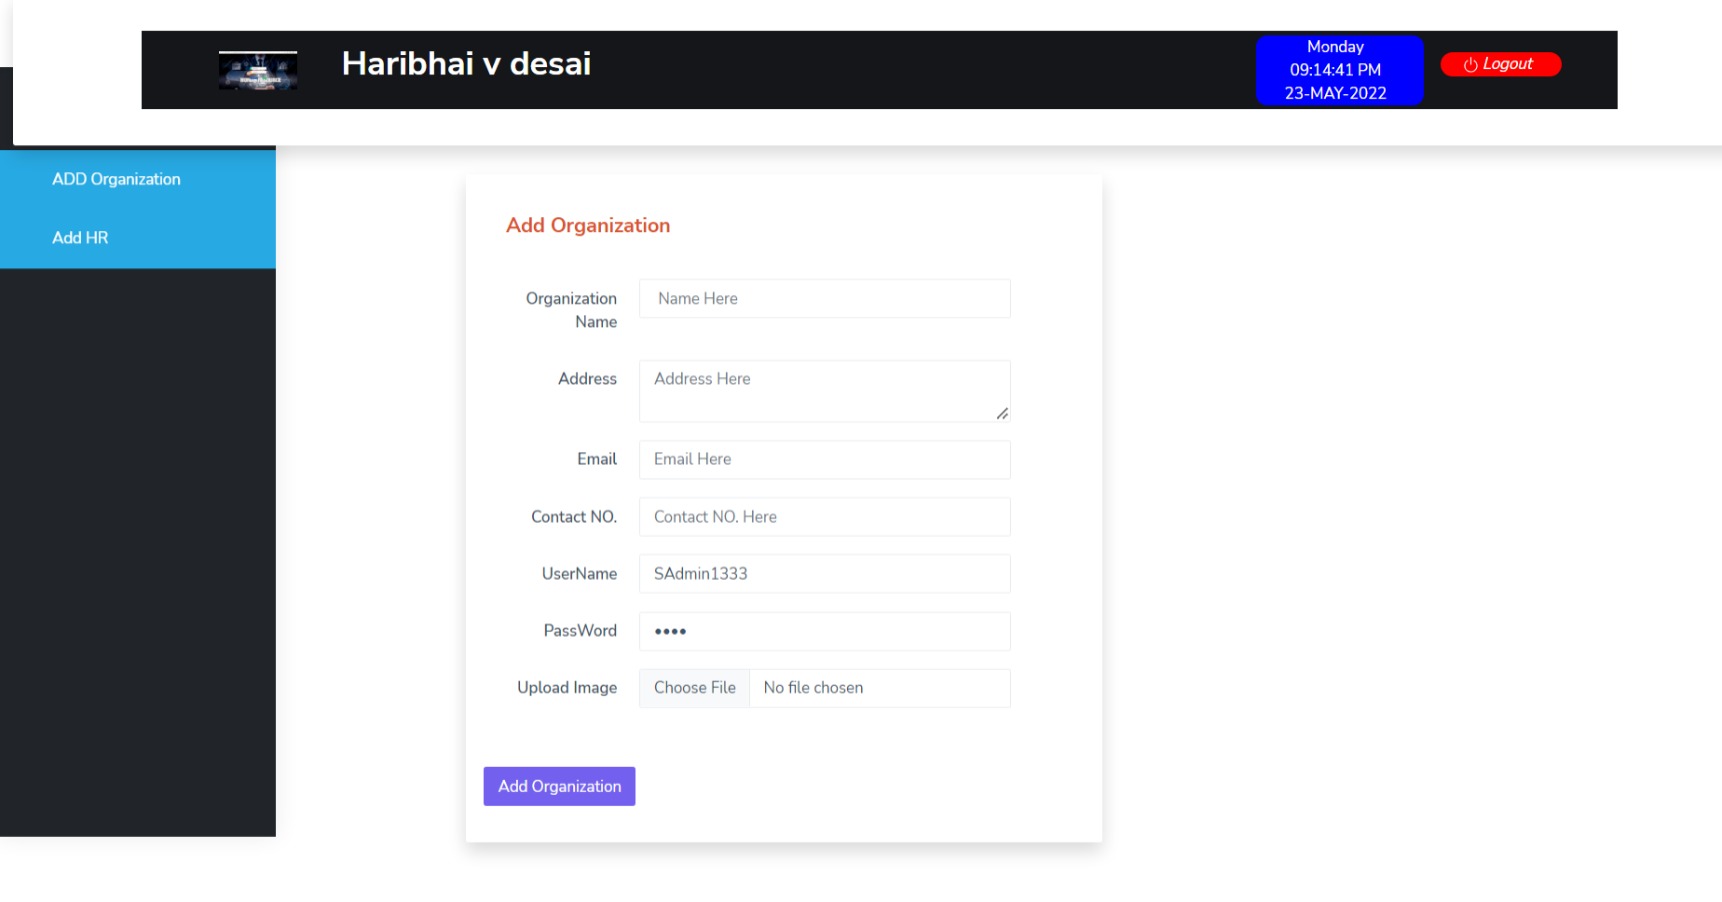 Haribhai v desai
Monday
09:14:41 PM
23-MAY-2022
Logout
ADD Organization
Add HR
Add Organization
Organization
Name
Name Here
Address
Address Here
Email
Email Here
Contact NO.
Contact NO. Here
UserName
SAdmin1333
PassWord
••••
Upload Image
Choose File
No file chosen
Add Organization